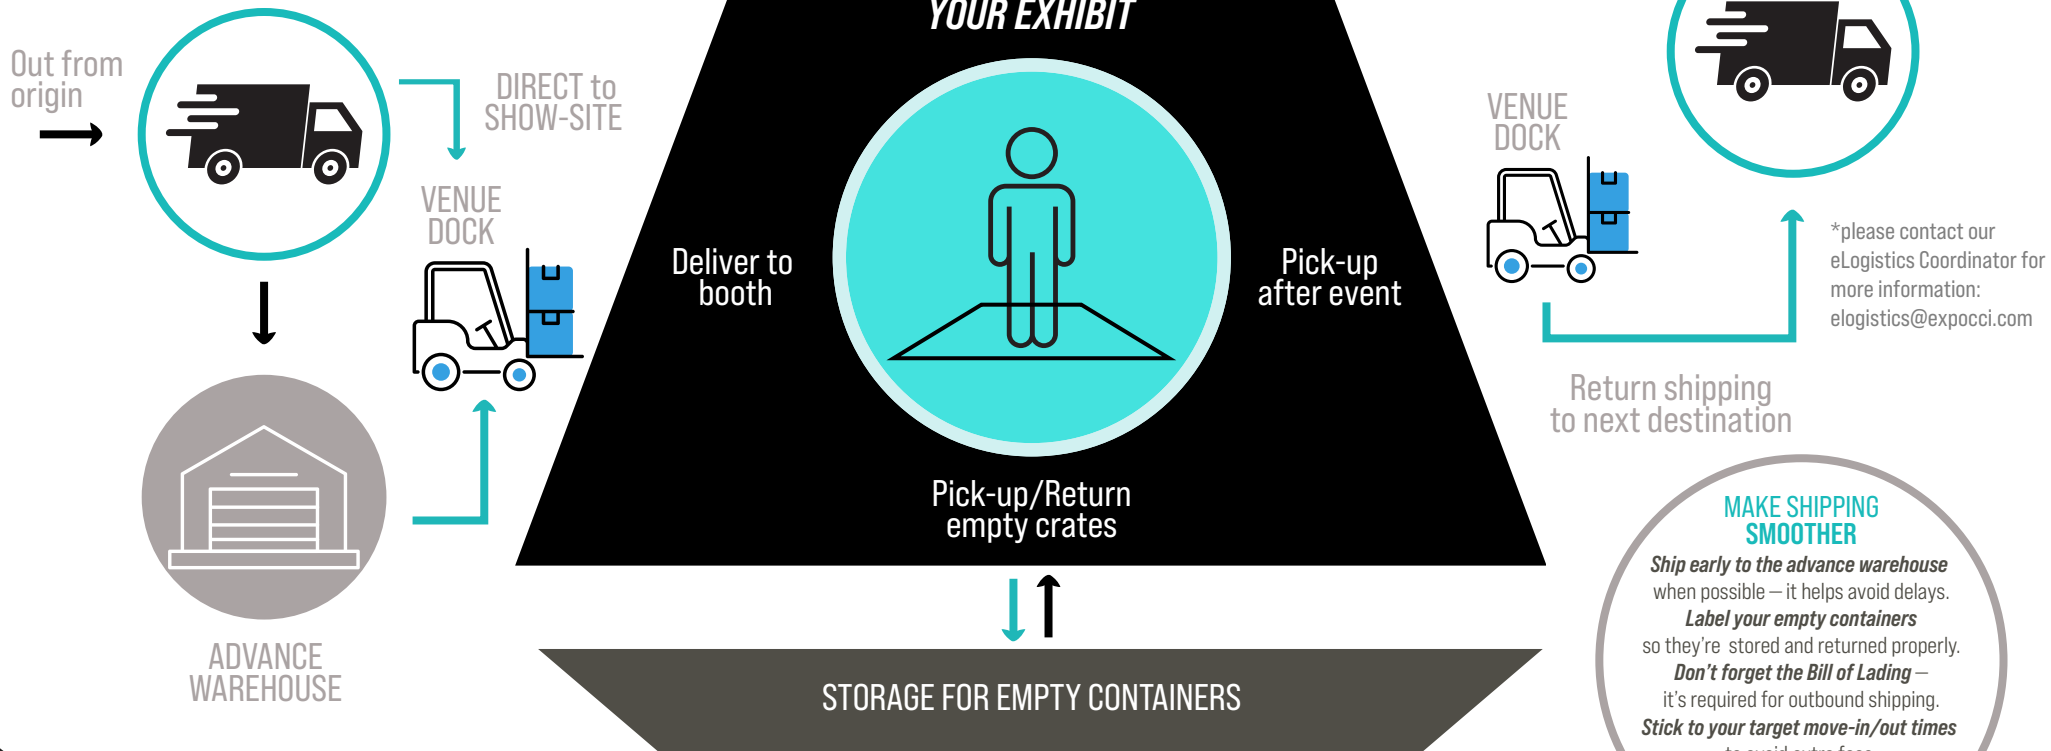 YOUR EXHIBIT
Out from
origin
DIRECT to
SHOW-SITE
VENUE
DOCK
ADVANCE
WAREHOUSE
Deliver to
booth
Pick-up
after event
Pick-up/Return
empty crates
STORAGE FOR EMPTY CONTAINERS
VENUE
DOCK
*please contact our
eLogistics Coordinator for
more information:
elogistics@expocci.com
Return shipping
to next destination
MAKE SHIPPING
SMOOTHER
Ship early to the advance warehouse
when possible – it helps avoid delays.
Label your empty containers
so they're stored and returned properly.
Don't forget the Bill of Lading –
it's required for outbound shipping.
Stick to your target move-in/out times